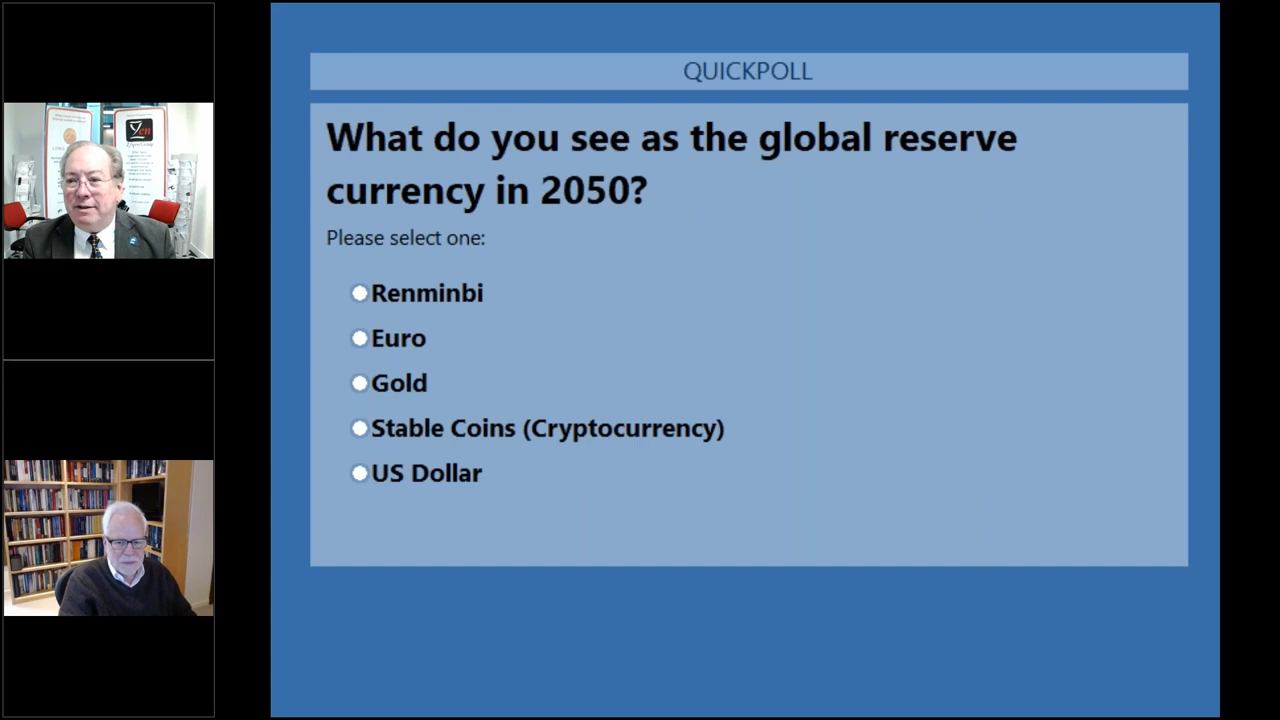 QUICKPOLL
What do you see as the global reserve
currency in 2050?
Please select one:
Renminbi
Euro
Gold
Stable Coins (Cryptocurrency)
US Dollar